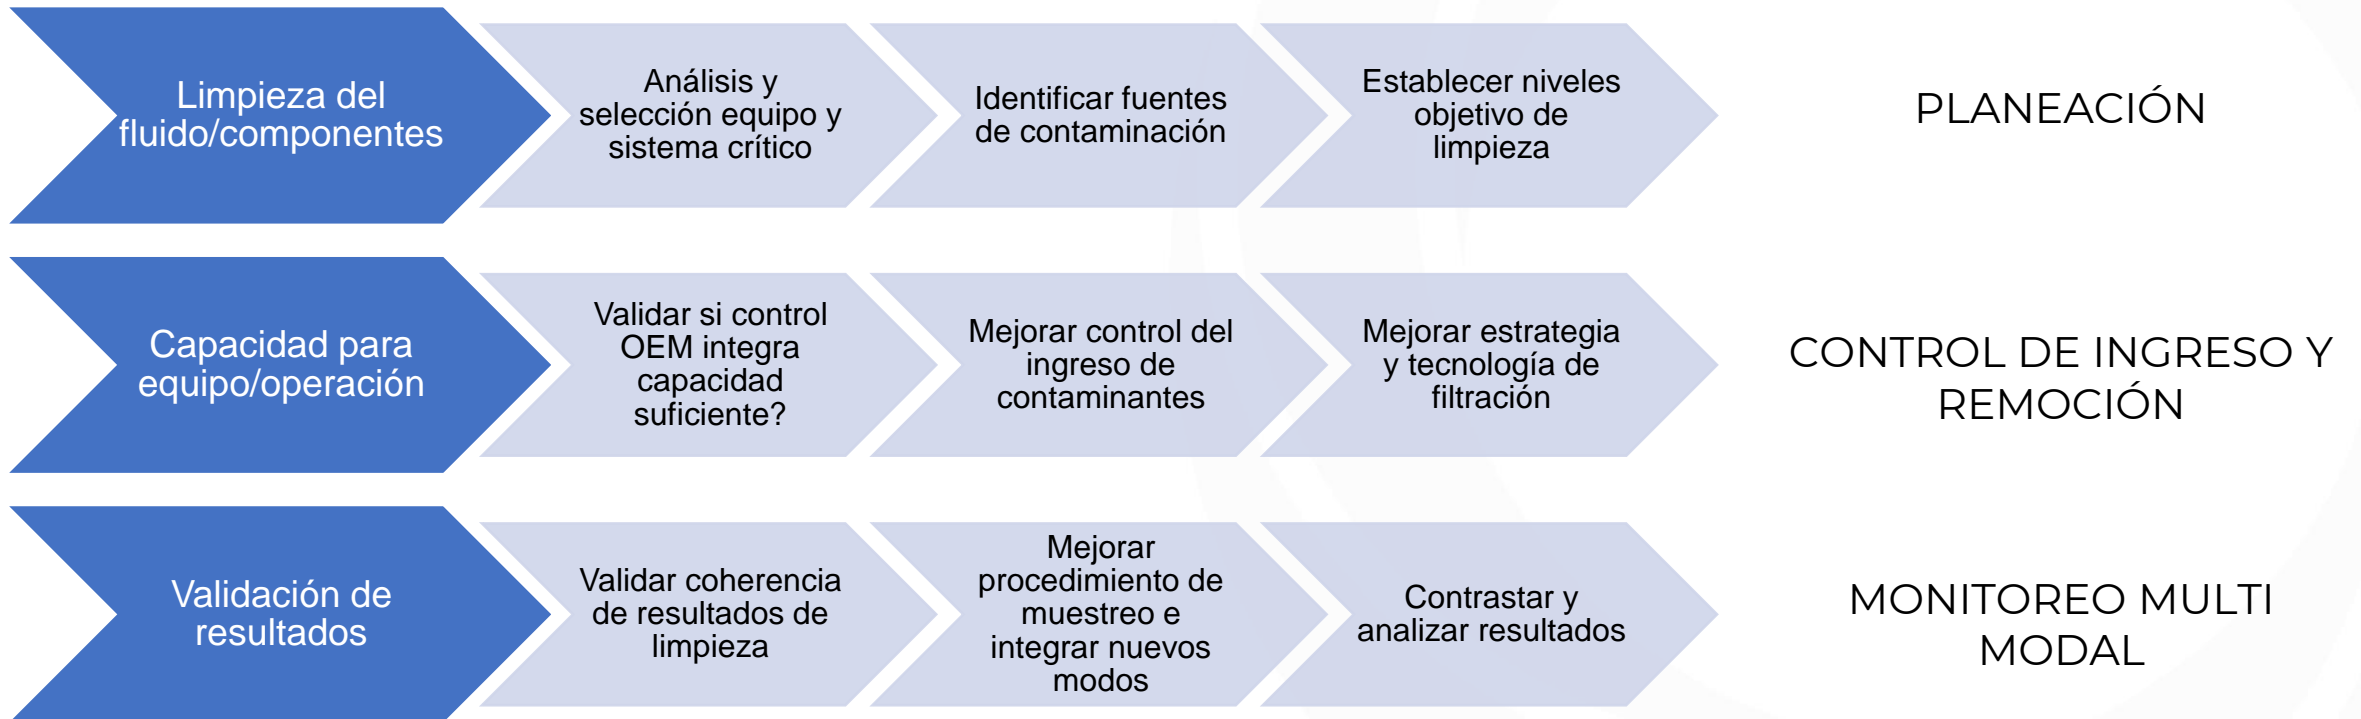 Limpieza del
fluido/componentes
Análisis y
selección equipo y
sistema crítico
Identificar fuentes
de contaminación
Establecer niveles
objetivo de
limpieza
PLANEACIÓN
Capacidad para
equipo/operación
Validar si control
OEM integra
capacidad
suficiente?
Mejorar control del
ingreso de
contaminantes
Mejorar estrategia
y tecnología de
filtración
CONTROL DE INGRESO Y
REMOCIÓN
Validación de
resultados
Validar coherencia
de resultados de
limpieza
Mejorar
procedimiento de
muestreo e
integrar nuevos
modos
Contrastar y
analizar resultados
MONITOREO MULTI
MODAL